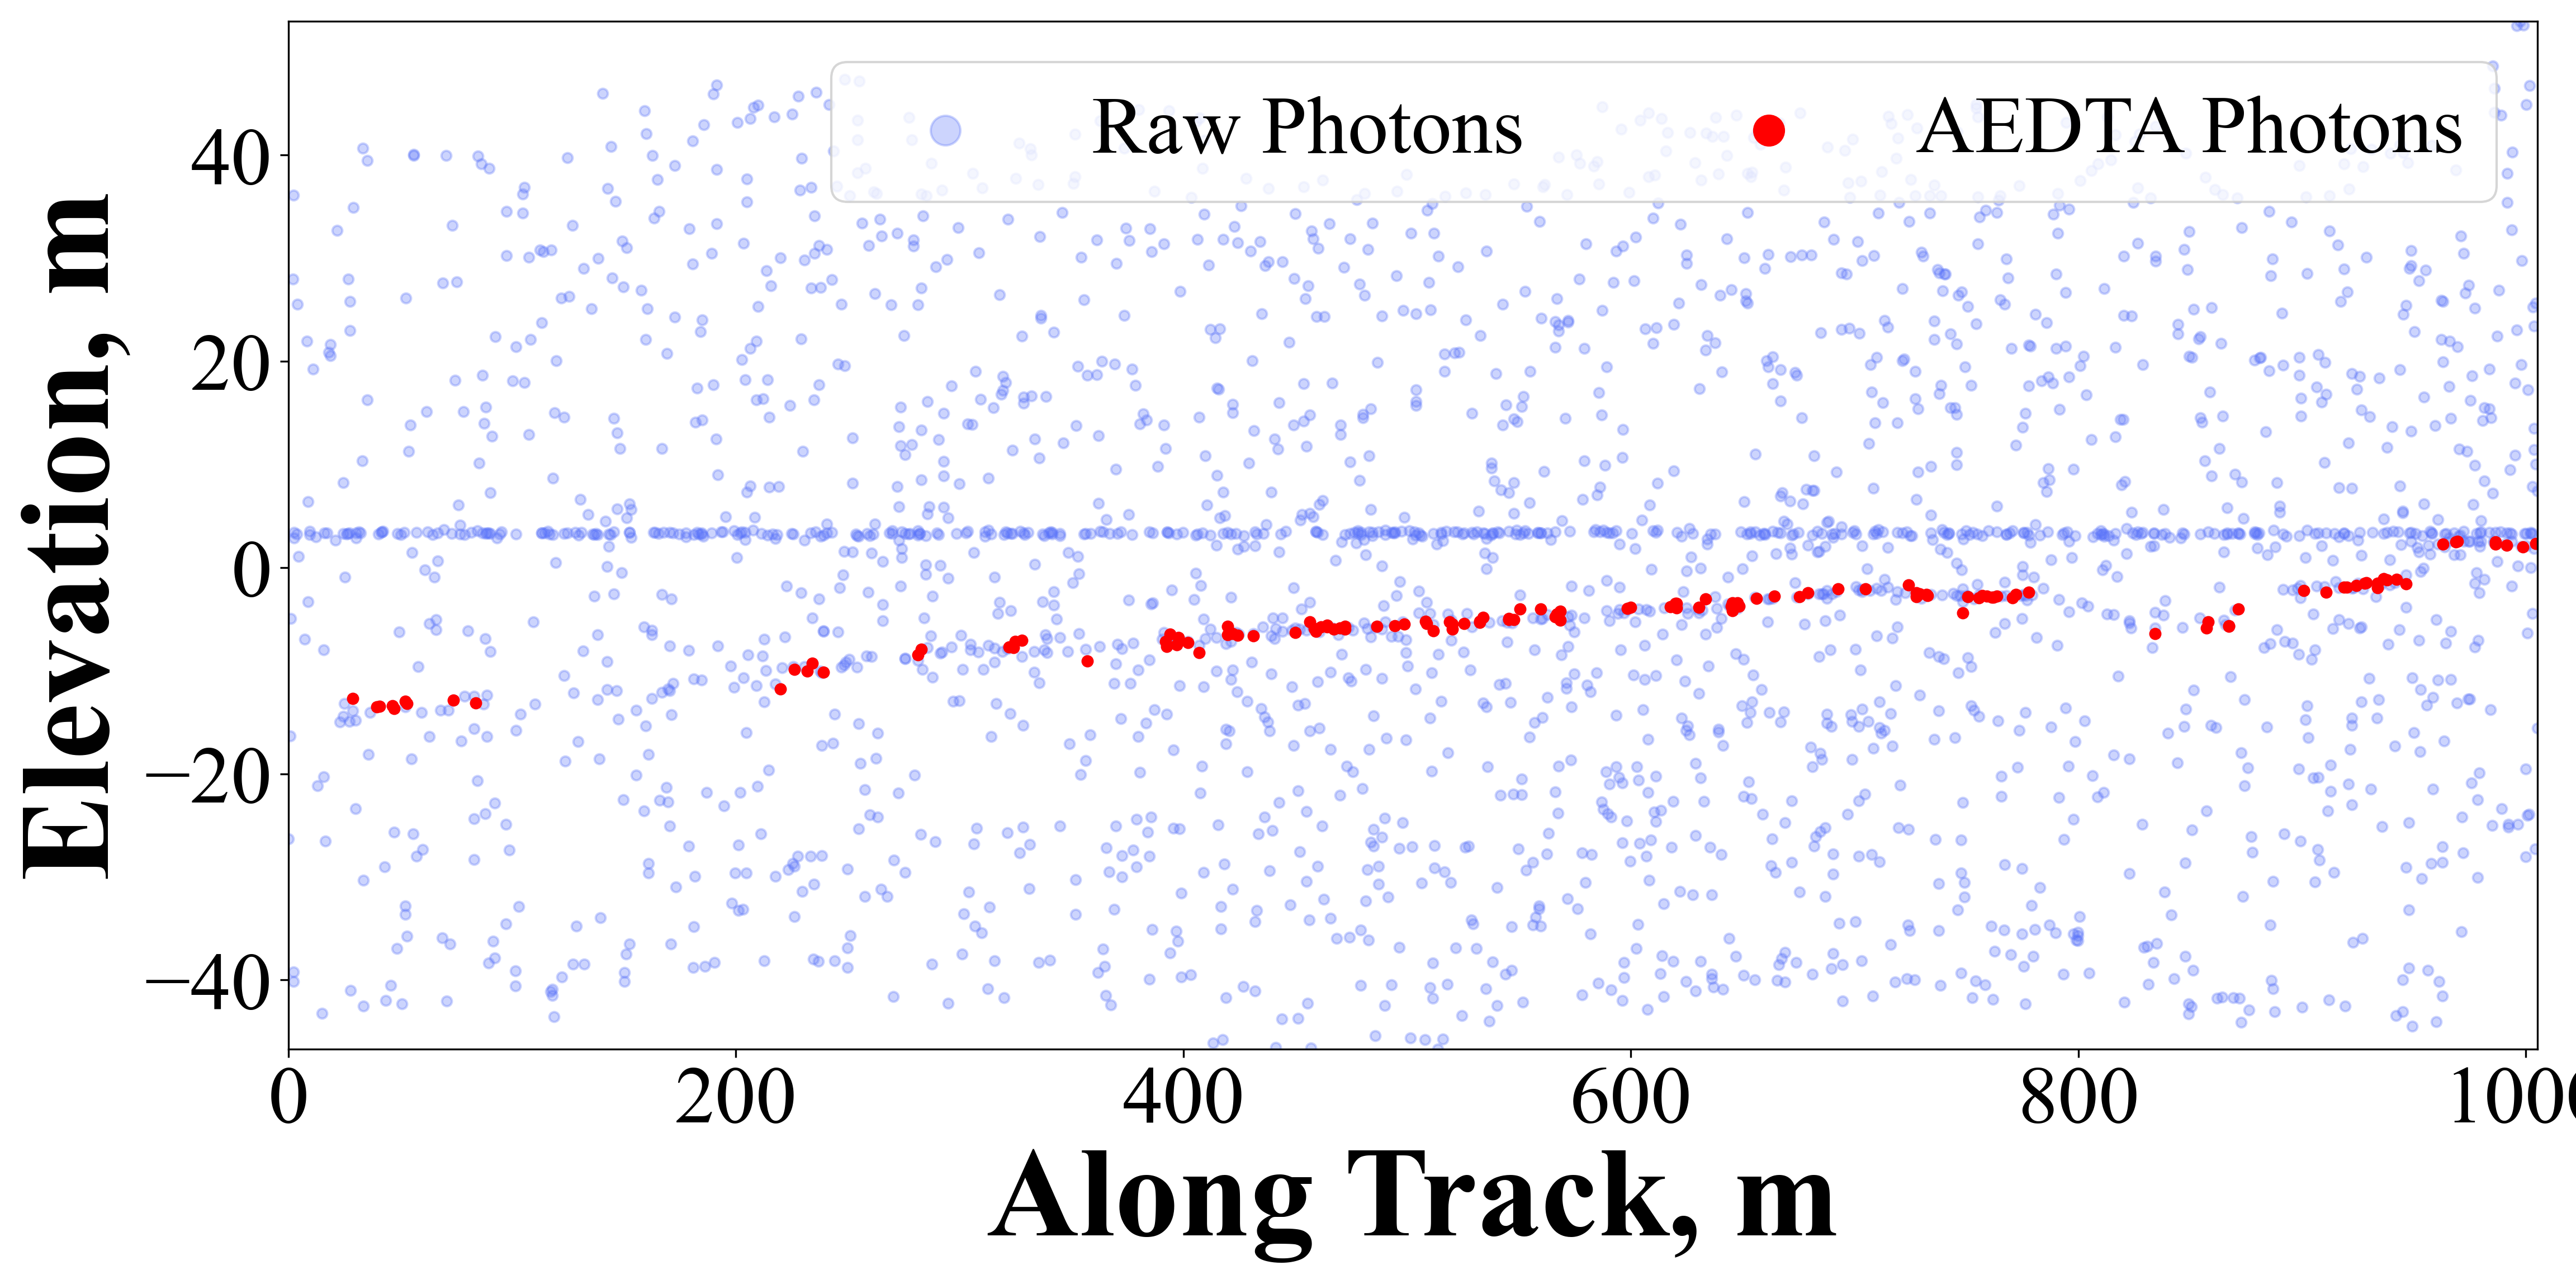 Raw Photons
AEDTA Photons
Elevation, m
40
20
0
−20
−40
0
200
400
600
800
1000
Along Track, m